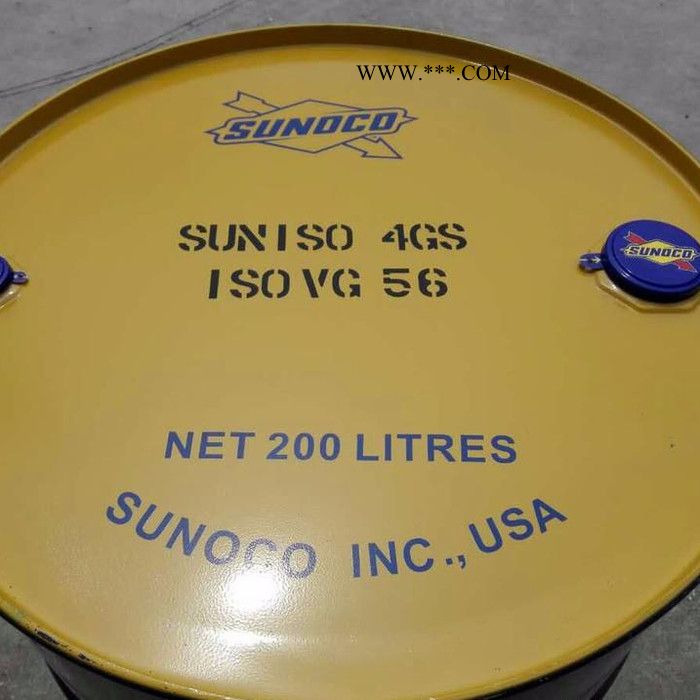 WWW.***.COM
SUNOCO
SUNISO 4GS
SUNOCO
ISO VG 56
NET 200 LITRES
SUNOCO INC., USA